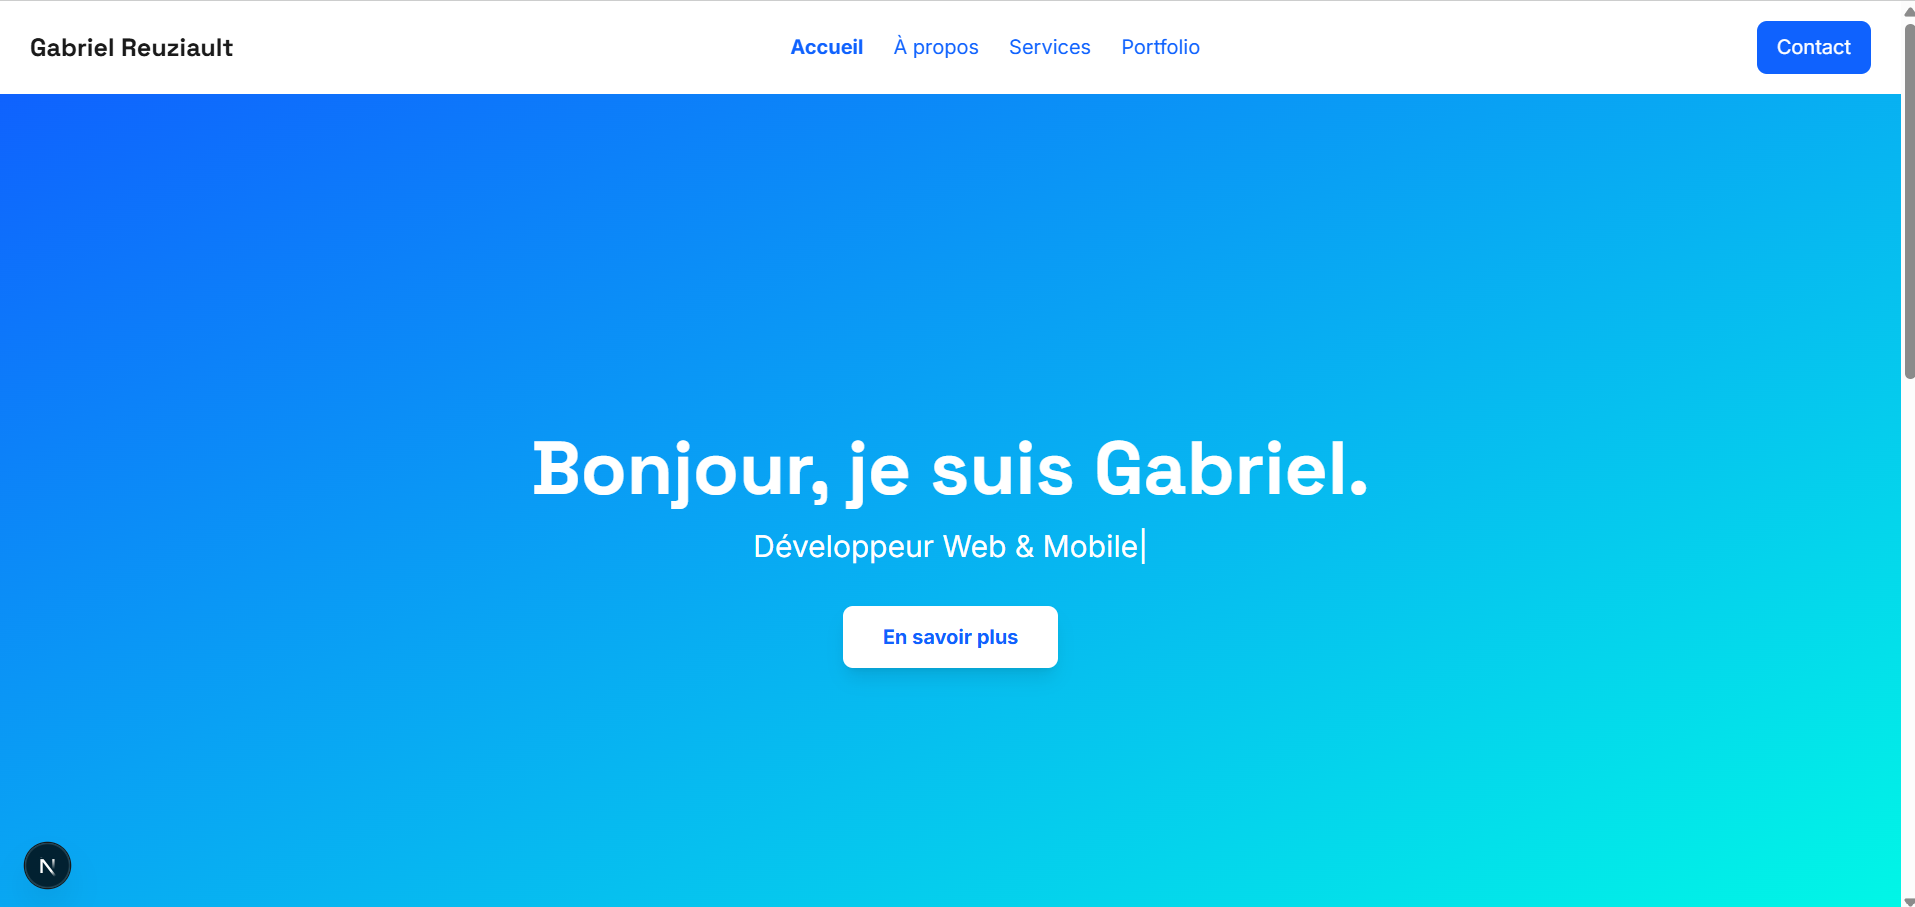 Gabriel Reuziault
Accueil
À propos
Services
Portfolio
Contact
Bonjour, je suis Gabriel.
Développeur Web & Mobile|
En savoir plus
N